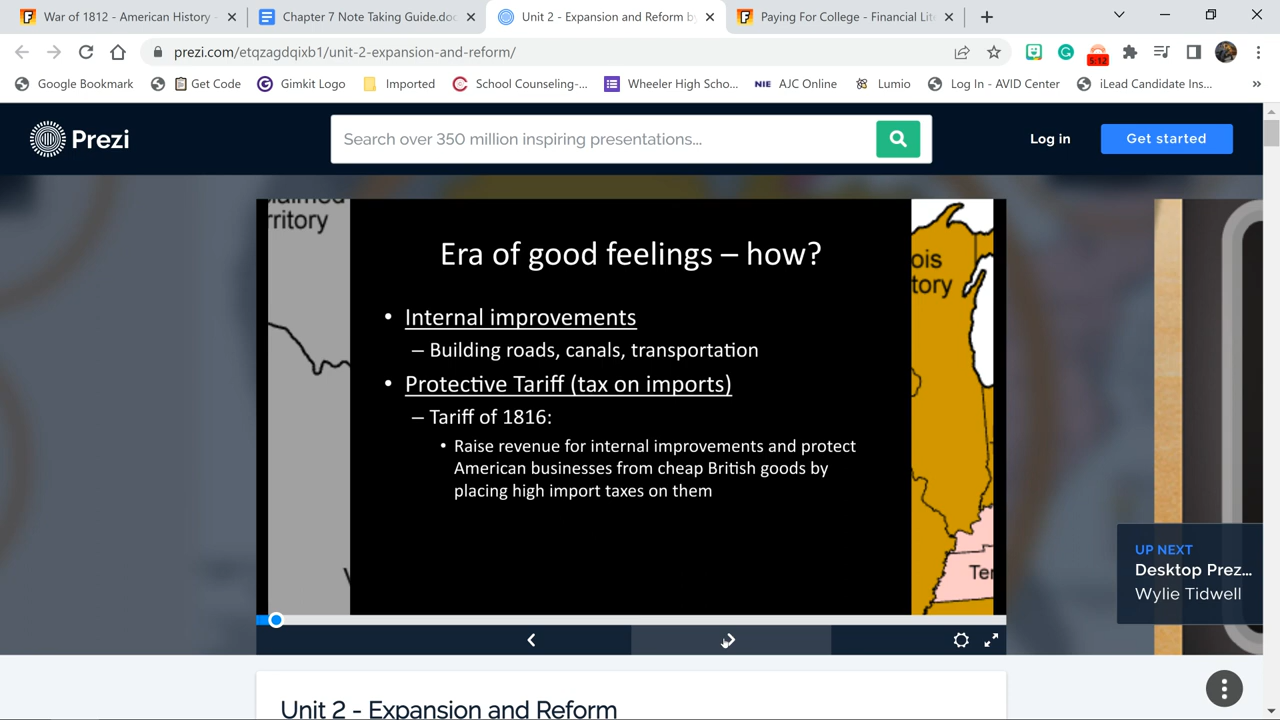 War of 1812 - American History -
Chapter 7 Note Taking Guide.doc
Unit 2 - Expansion and Reform by
Paying For College - Financial Lite
prezi.com/etqzagdqixb1/unit-2-expansion-and-reform/
5:12
Google Bookmark
Get Code
Gimkit Logo
Imported
School Counseling-...
Wheeler High Scho...
NIE AJC Online
Lumio
Log In - AVID Center
iLead Candidate Ins...
Prezi
Search over 350 million inspiring presentations...
Log in
Get started
rritory
ois
tory
Era of good feelings – how?
• Internal improvements
– Building roads, canals, transportation
• Protective Tariff (tax on imports)
– Tariff of 1816:
• Raise revenue for internal improvements and protect
American businesses from cheap British goods by
placing high import taxes on them
Ter
UP NEXT
Desktop Prez...
Wylie Tidwell
Unit 2 - Expansion and Reform